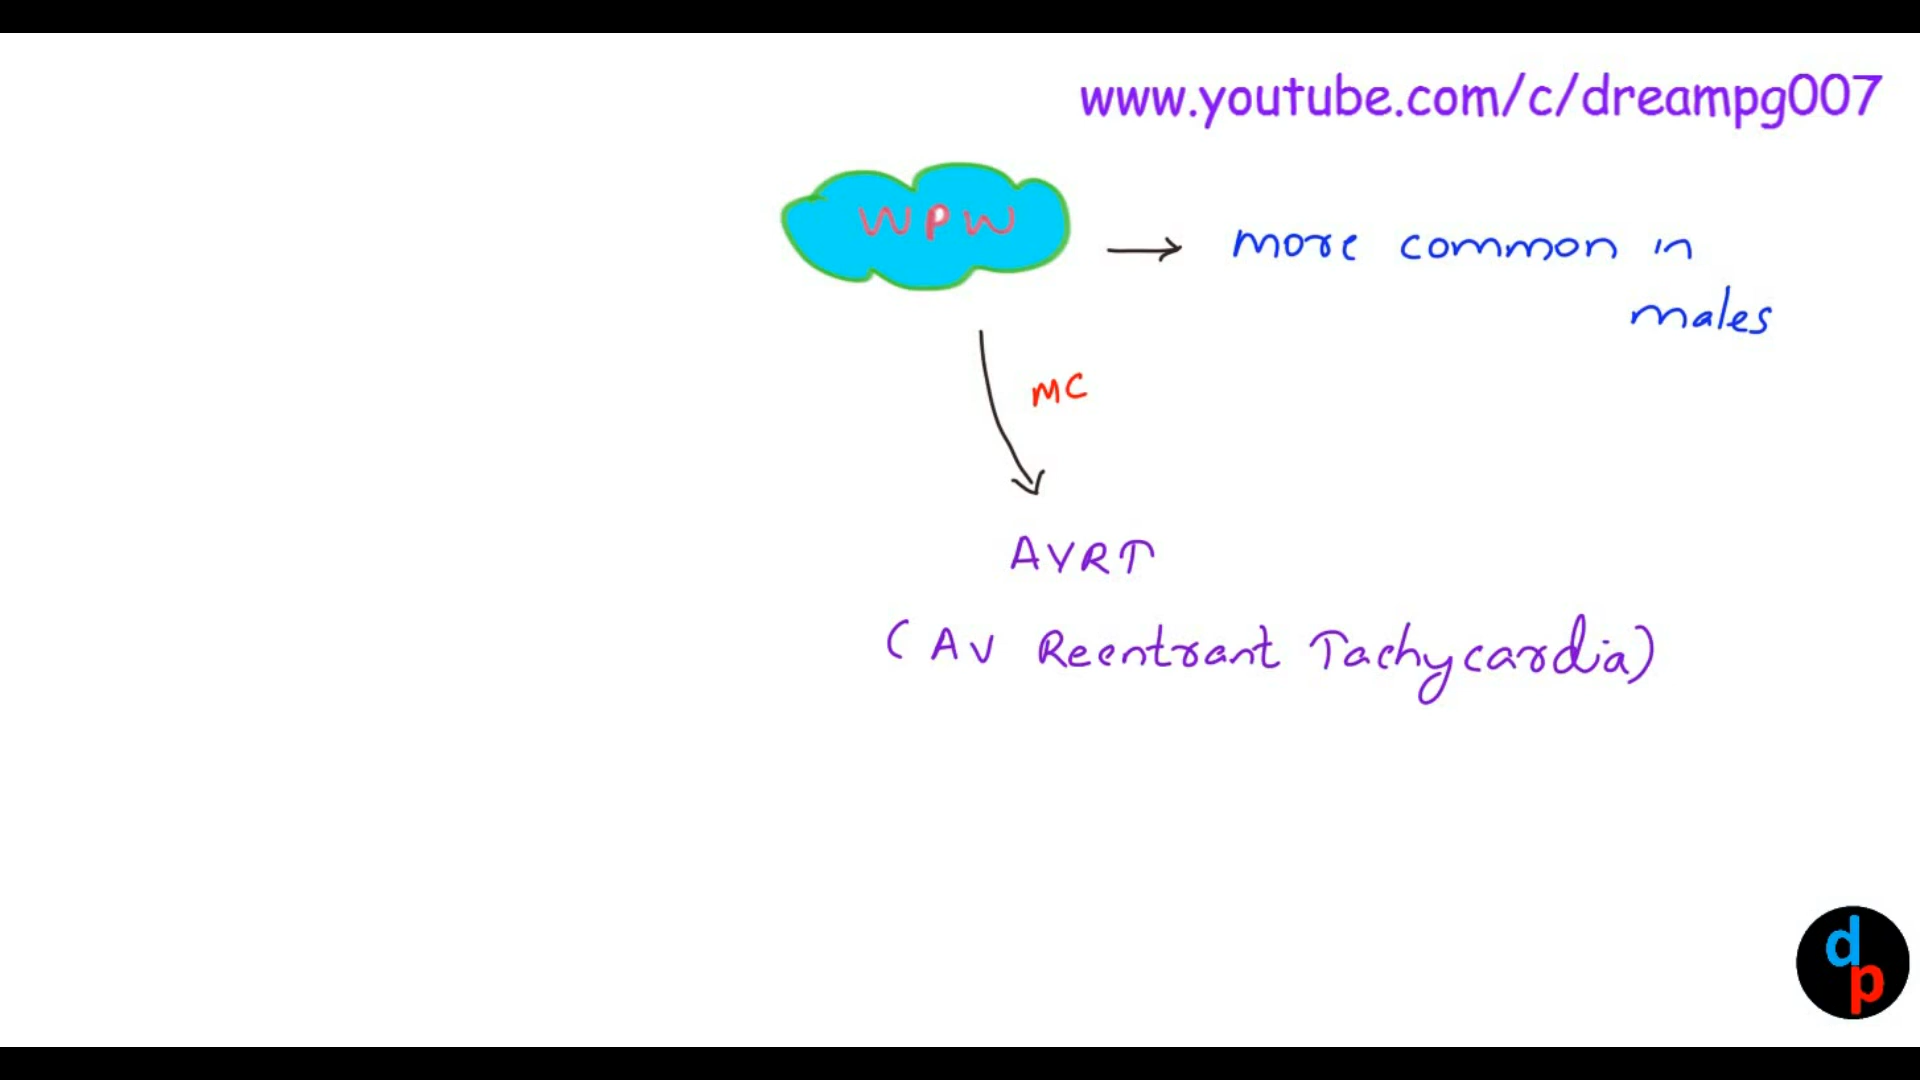 www.youtube.com/c/dreampg007
WPW
more common in
males
MC
AVRT
(AV Reentrant Tachycardia)
dp